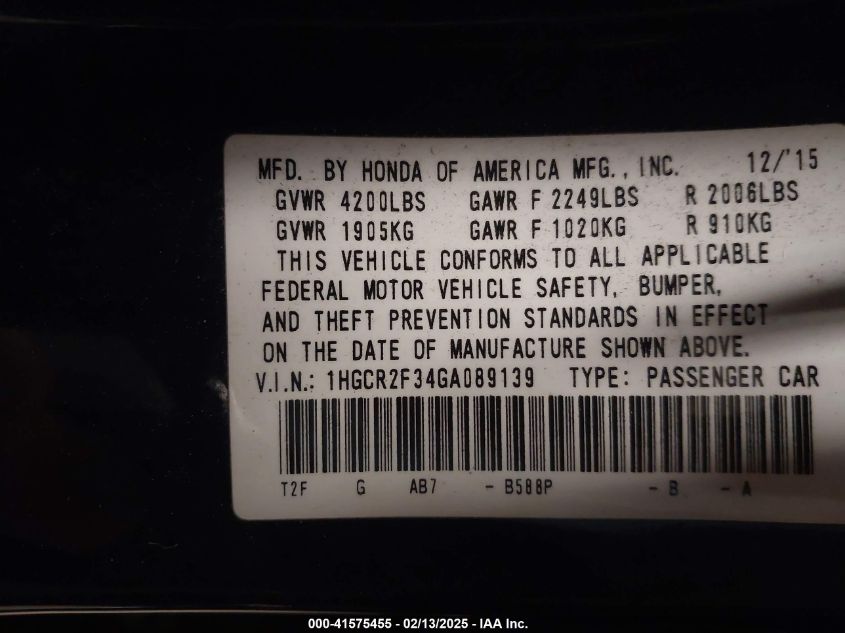 MFD. BY HONDA OF AMERICA MFG., INC. 12/'15
GVWR 4200LBS GAWR F 2249LBS R 2006LBS
GVWR 1905KG GAWR F 1020KG R 910KG
THIS VEHICLE CONFORMS TO ALL APPLICABLE
FEDERAL MOTOR VEHICLE SAFETY, BUMPER,
AND THEFT PREVENTION STANDARDS IN EFFECT
ON THE DATE OF MANUFACTURE SHOWN ABOVE.
V.I.N.: 1HGCR2F34GA089139 TYPE: PASSENGER CAR
T2F G AB7 - B588P - B - A
000-41575455 - 02/13/2025 - IAA Inc.